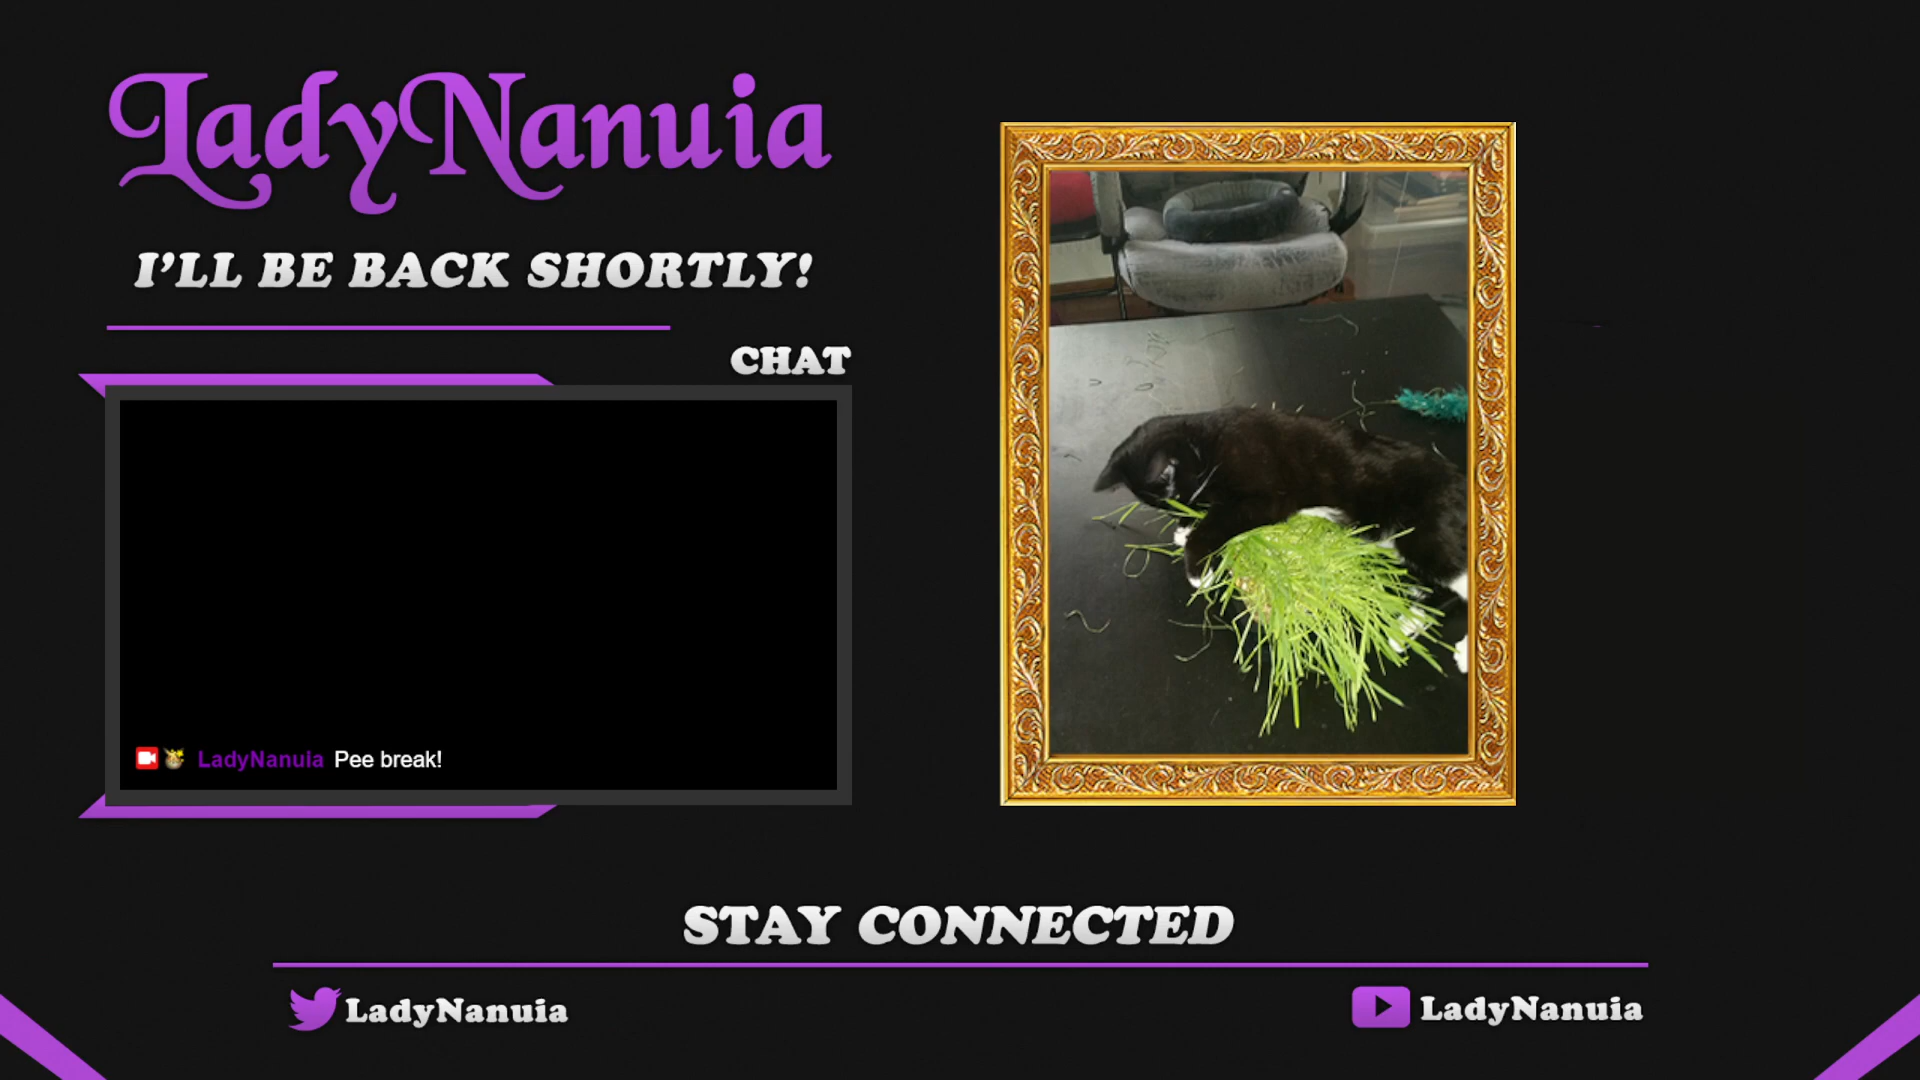 LadyNanuia
I'LL BE BACK SHORTLY!
CHAT
LadyNanuia Pee break!
STAY CONNECTED
LadyNanuia
LadyNanuia